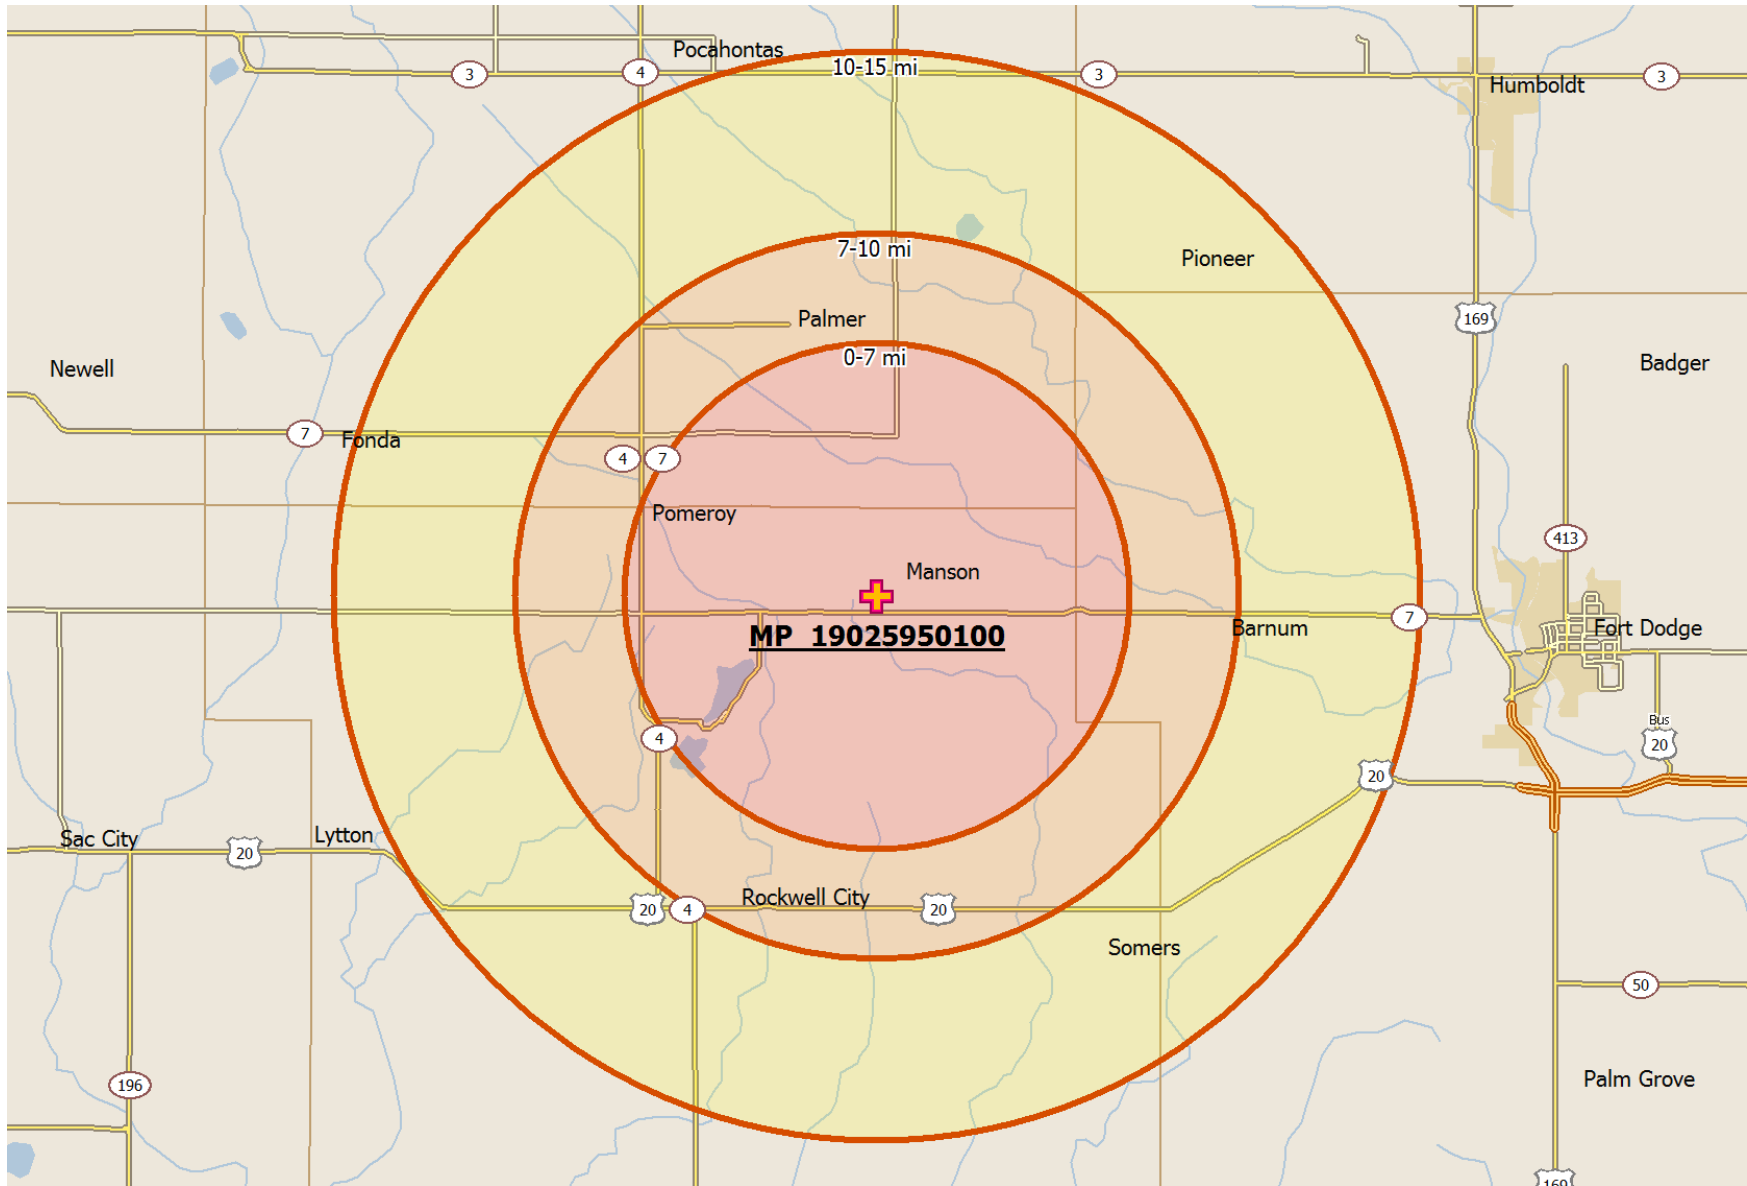 Pocahontas
10-15 mi
3
4
3
3
Humboldt
7-10 mi
Pioneer
Palmer
169
0-7 mi
Newell
Badger
7
Fonda
4
7
Pomeroy
413
Manson
7
MP_19025950100
Barnum
Fort Dodge
Bus
20
4
20
Sac City
20
Lytton
Rockwell City
20
4
20
Somers
50
196
Palm Grove
169